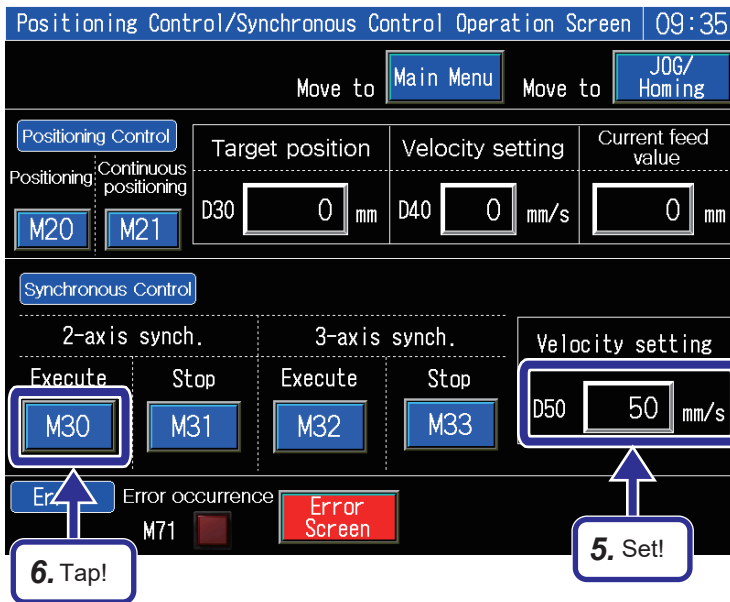 Positioning Control/Synchronous Control Operation Screen 09:35
Move to Main Menu Move to JOG/
Homing
Positioning Control
Positioning
Continuous
positioning
M20 M21
Target position
D30 0 mm
Velocity setting
D40 0 mm/s
Current feed
value
0 mm
Synchronous Control
2-axis synch.
Execute Stop
M30 M31
3-axis synch.
Execute Stop
M32 M33
Velocity setting
D50 50 mm/s
Error occurrence
M71
Error
Screen
6. Tap!
5. Set!